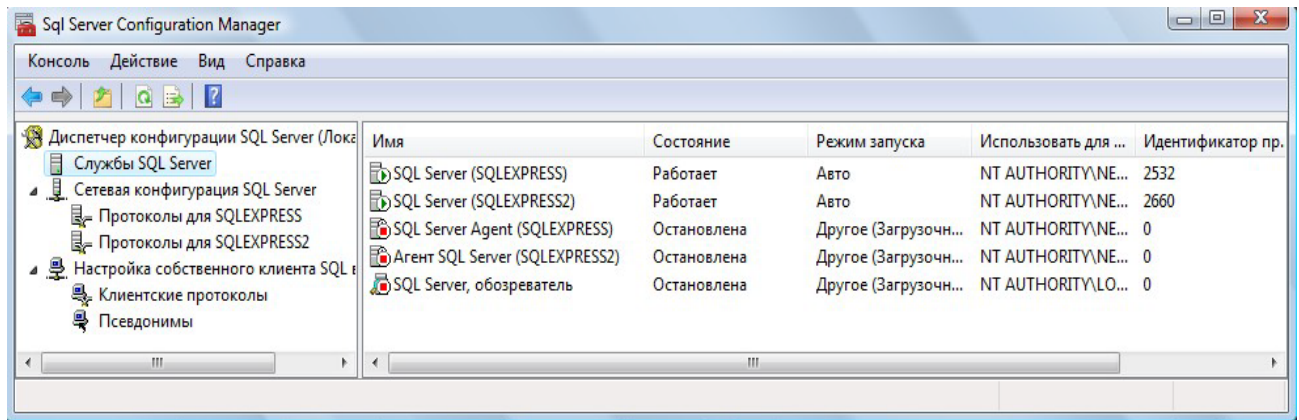 Sql Server Configuration Manager
Консоль Действие Вид Справка
Диспетчер конфигурации SQL Server (Лока
Службы SQL Server
Сетевая конфигурация SQL Server
Протоколы для SQLEXPRESS
Протоколы для SQLEXPRESS2
Настройка собственного клиента SQL в
Клиентские протоколы
Псевдонимы
Имя Состояние Режим запуска Использовать для ... Идентификатор пр.
SQL Server (SQLEXPRESS) Работает Авто NT AUTHORITY\NE... 2532
SQL Server (SQLEXPRESS2) Работает Авто NT AUTHORITY\NE... 2660
SQL Server Agent (SQLEXPRESS) Остановлена Другое (Загрузочн... NT AUTHORITY\NE... 0
Агент SQL Server (SQLEXPRESS2) Остановлена Другое (Загрузочн... NT AUTHORITY\NE... 0
SQL Server, обозреватель Остановлена Другое (Загрузочн... NT AUTHORITY\LO... 0